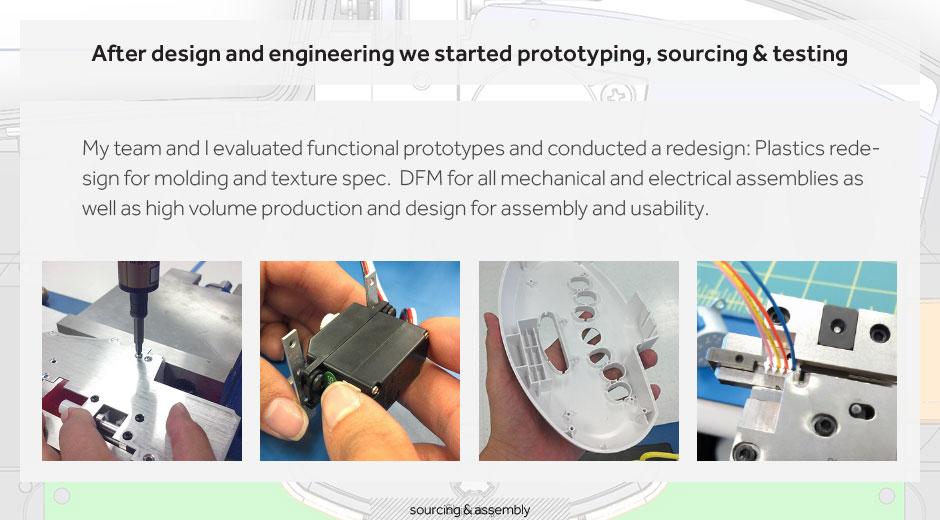 After design and engineering we started prototyping, sourcing & testing
My team and I evaluated functional prototypes and conducted a redesign: Plastics rede-
sign for molding and texture spec.  DFM for all mechanical and electrical assemblies as
well as high volume production and design for assembly and usability.
sourcing & assembly